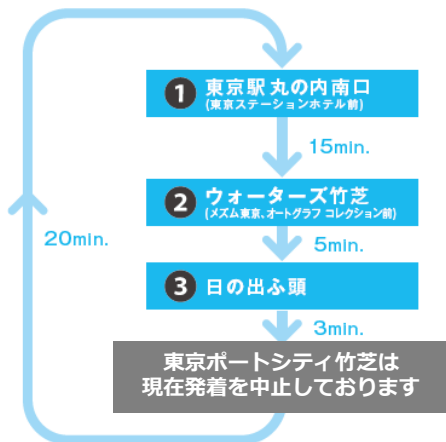 1 東京駅 丸の内南口
(東京ステーションホテル前)
15min.
2 ウォーターズ竹芝
(メズム東京、オートグラフ コレクション前)
20min.
5min.
3 日の出ふ頭
3min.
東京ポートシティ竹芝は
現在発着を中止しております